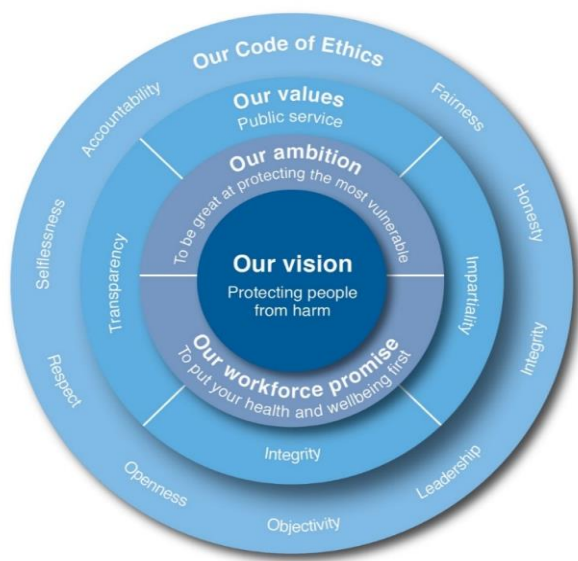 Our Code of Ethics
Accountability
Fairness
Selflessness
Honesty
Respect
Integrity
Openness
Objectivity
Leadership
Our values
Public service
Transparency
Impartiality
Integrity
Our ambition
To be great at protecting the most vulnerable
Our vision
Protecting people
from harm
Our workforce promise
To put your health and wellbeing first